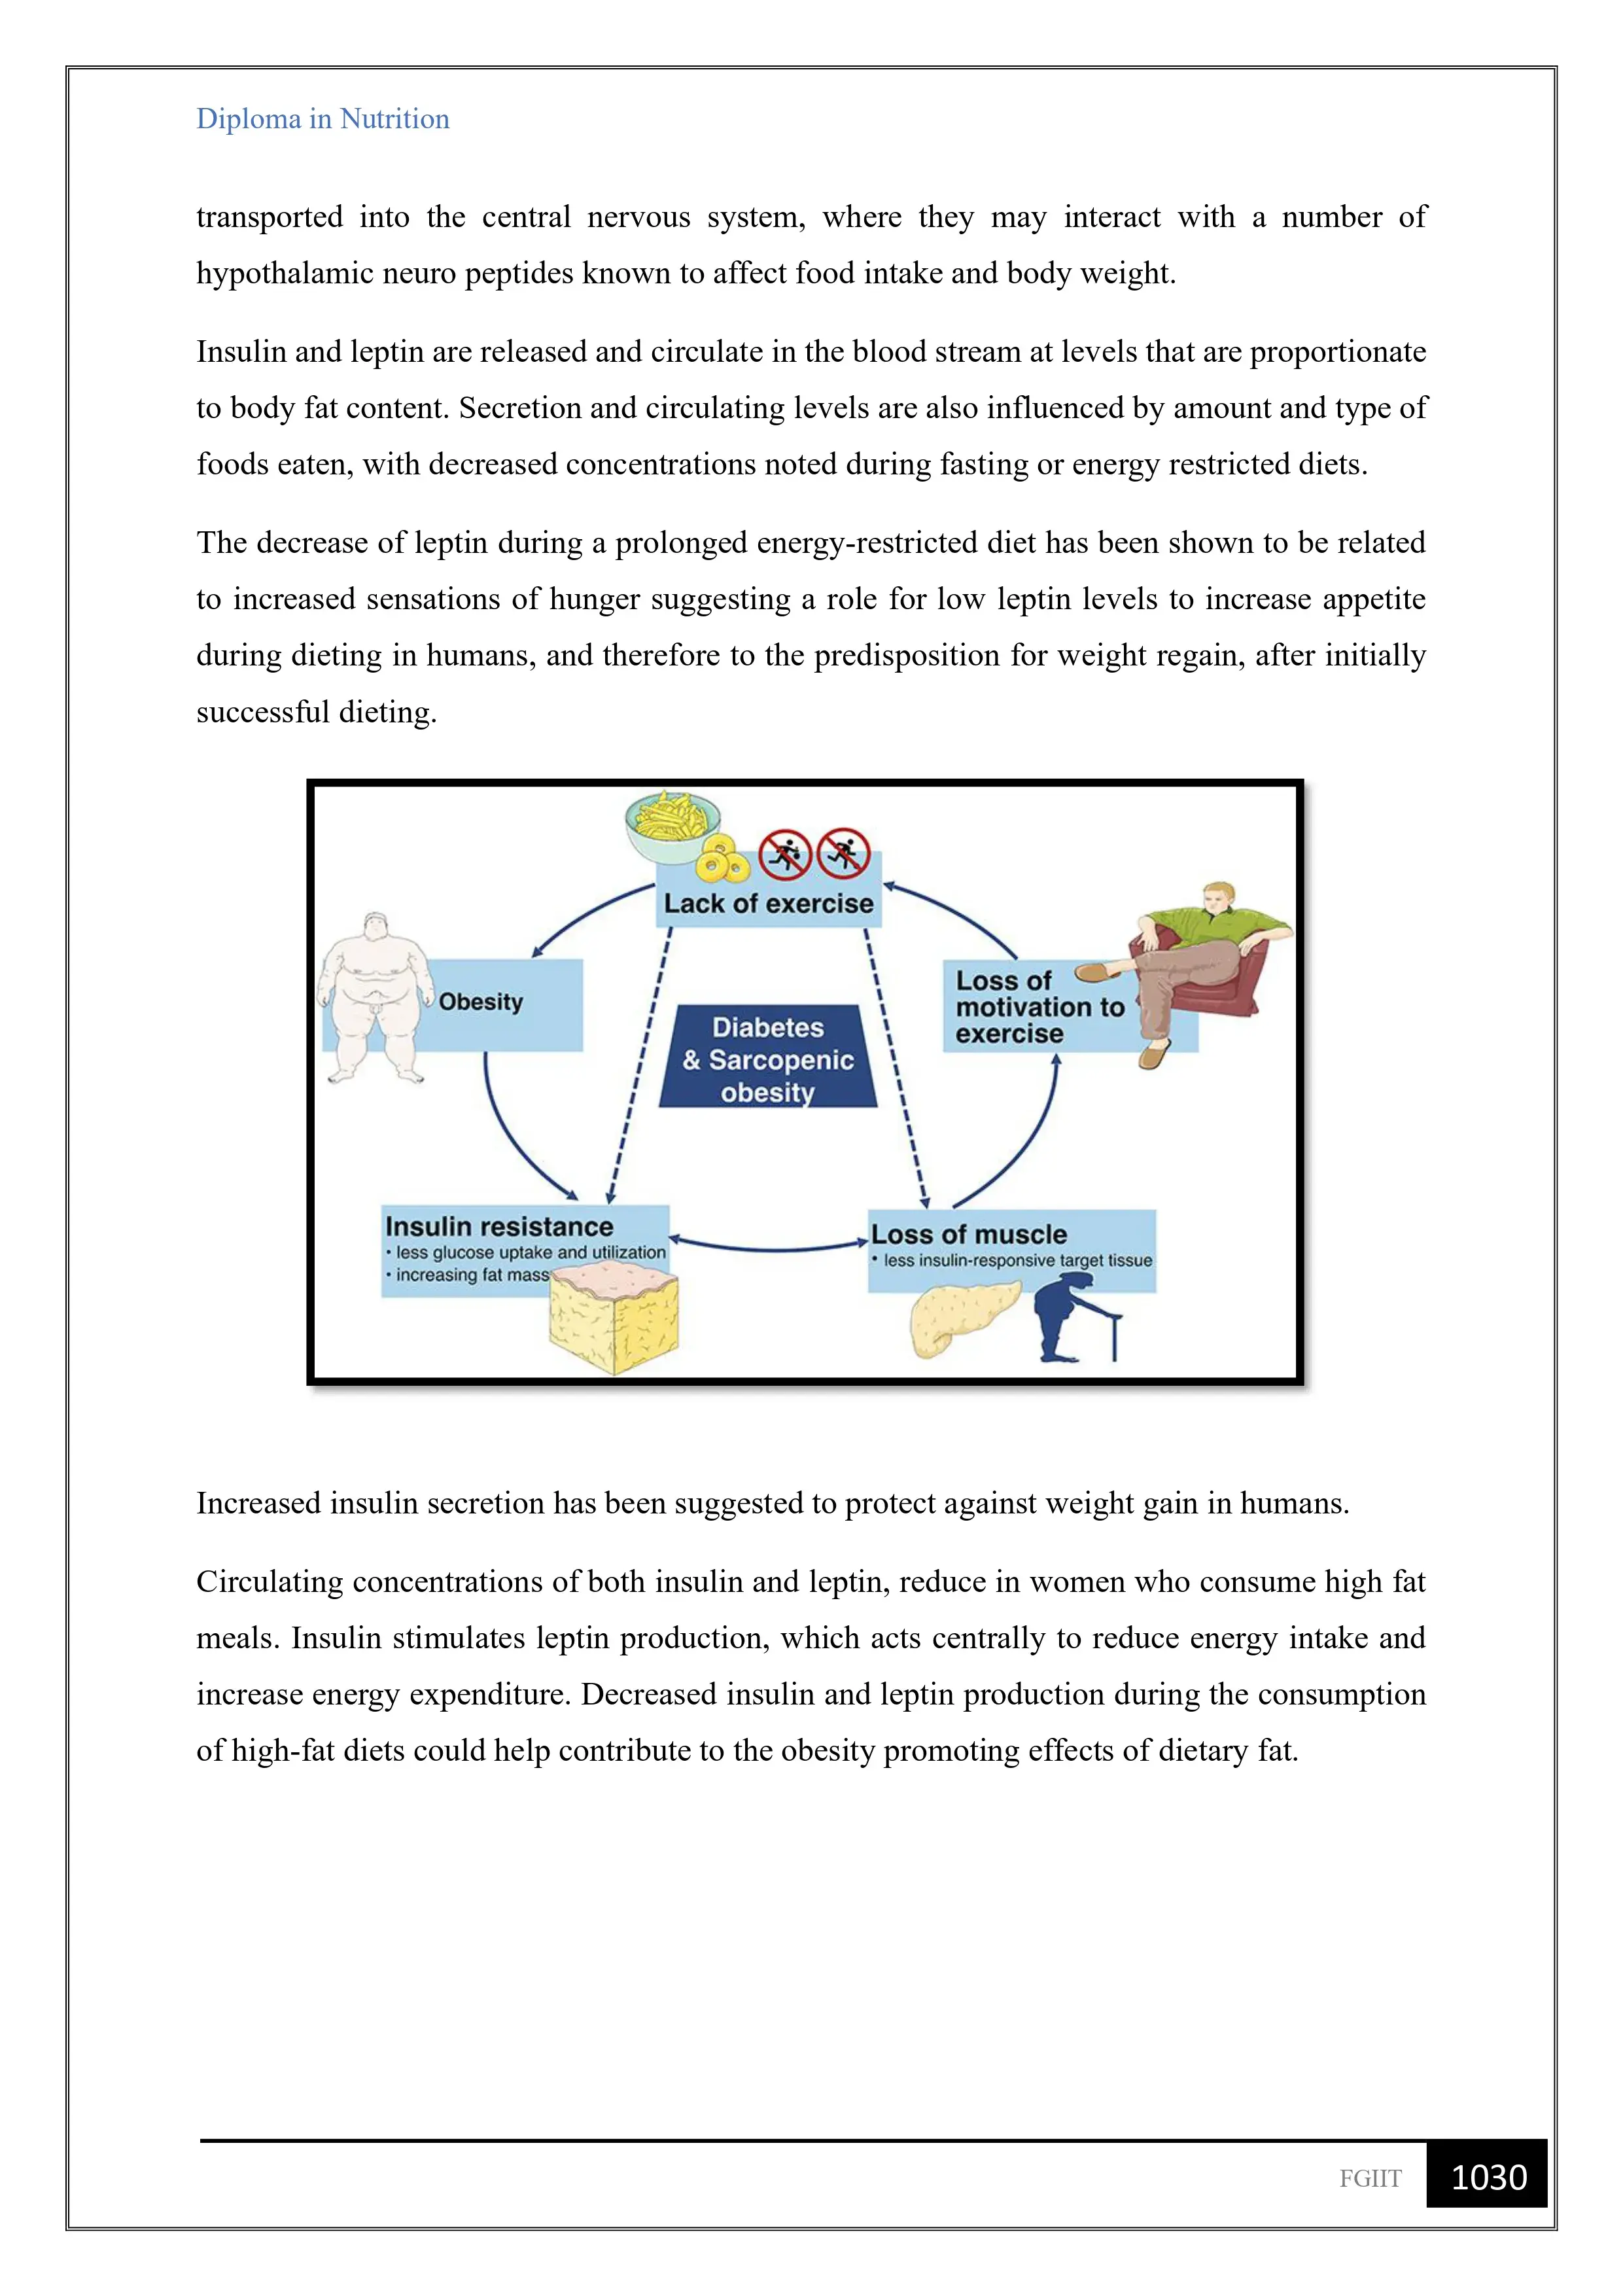 Diploma in Nutrition
transported into the central nervous system, where they may interact with a number of
hypothalamic neuro peptides known to affect food intake and body weight.
Insulin and leptin are released and circulate in the blood stream at levels that are proportionate
to body fat content. Secretion and circulating levels are also influenced by amount and type of
foods eaten, with decreased concentrations noted during fasting or energy restricted diets.
The decrease of leptin during a prolonged energy-restricted diet has been shown to be related
to increased sensations of hunger suggesting a role for low leptin levels to increase appetite
during dieting in humans, and therefore to the predisposition for weight regain, after initially
successful dieting.
Lack of exercise
Obesity
Loss of
motivation to
exercise
Diabetes
& Sarcopenic
obesity
Insulin resistance
• less glucose uptake and utilization
• increasing fat mass
Loss of muscle
• less insulin-responsive target tissue
Increased insulin secretion has been suggested to protect against weight gain in humans.
Circulating concentrations of both insulin and leptin, reduce in women who consume high fat
meals. Insulin stimulates leptin production, which acts centrally to reduce energy intake and
increase energy expenditure. Decreased insulin and leptin production during the consumption
of high-fat diets could help contribute to the obesity promoting effects of dietary fat.
FGIIT
1030